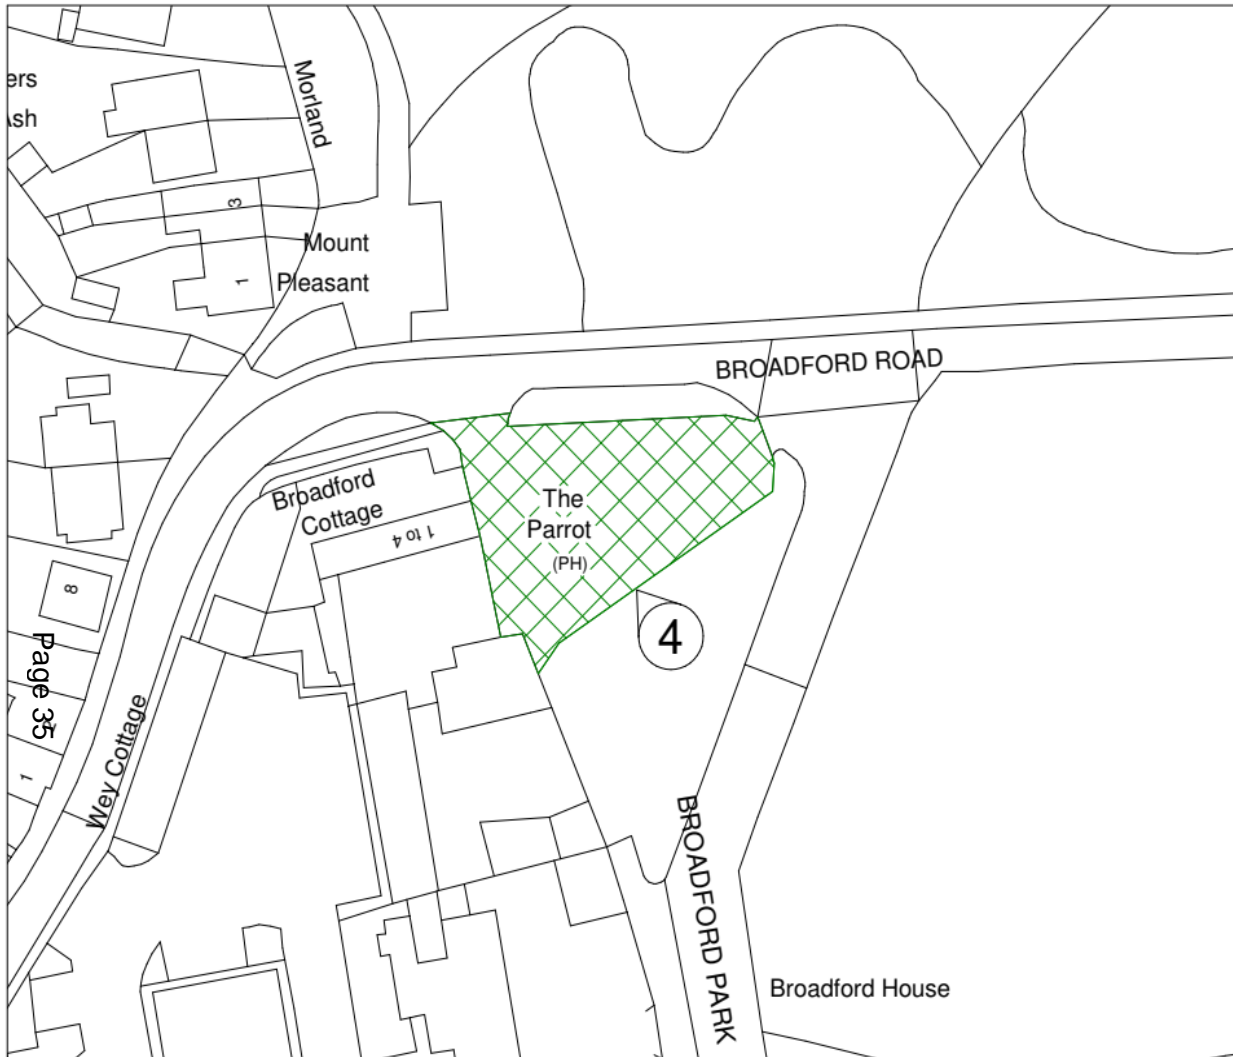 ers
Ash
Morland
3
Mount
1
Pleasant
BROADFORD ROAD
Broadford
Cottage
1 to 4
The
Parrot
(PH)
8
4
Page 35
2
Wey Cottage
1
BROADFORD PARK
Broadford House